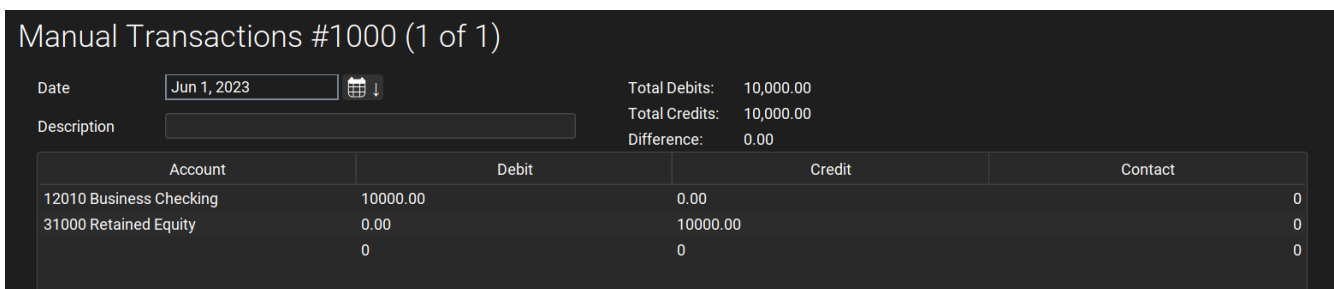 Manual Transactions #1000 (1 of 1)
Date Jun 1, 2023 ↓ Total Debits: 10,000.00
Total Credits: 10,000.00
Description
Difference: 0.00
Account Debit Credit Contact
12010 Business Checking 10000.00 0.00 0
31000 Retained Equity 0.00 10000.00 0
0 0 0